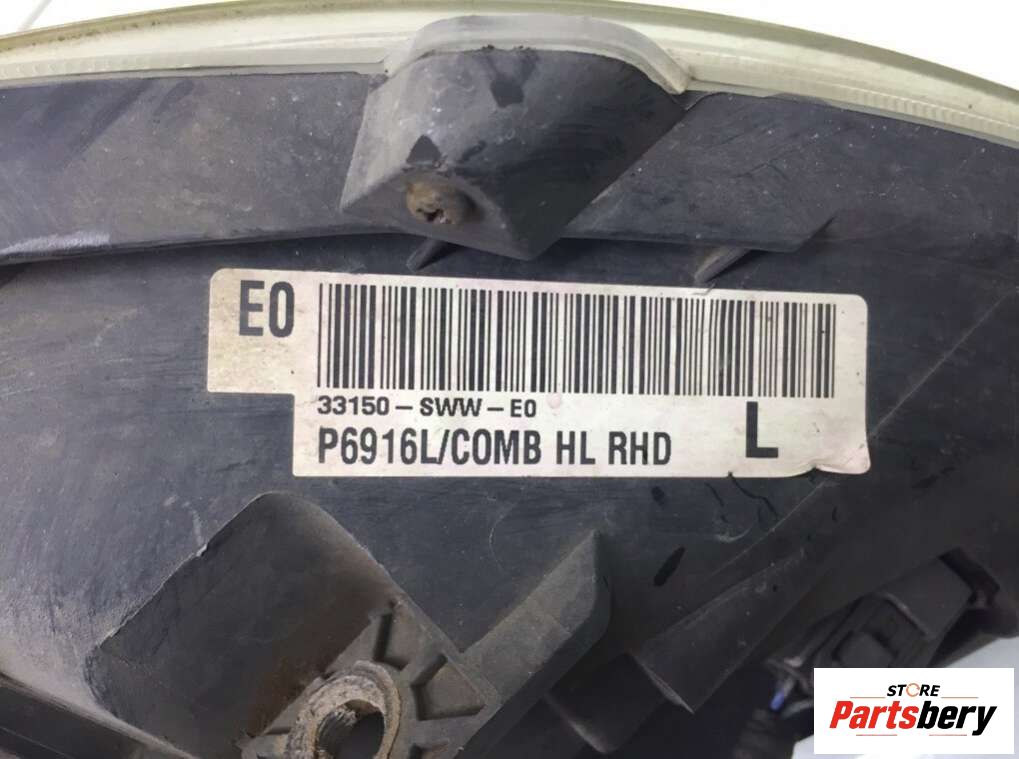 E0
33150-SWW-E0
P6916L/COMB HL RHD L
STORE
Partsbery